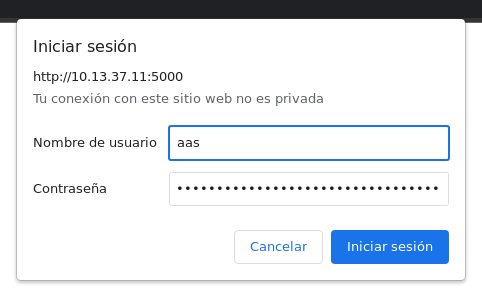 Iniciar sesión
http://10.13.37.11:5000
Tu conexión con este sitio web no es privada
Nombre de usuario aas
Contraseña ••••••••••••••••••••••••••••••••
Cancelar Iniciar sesión